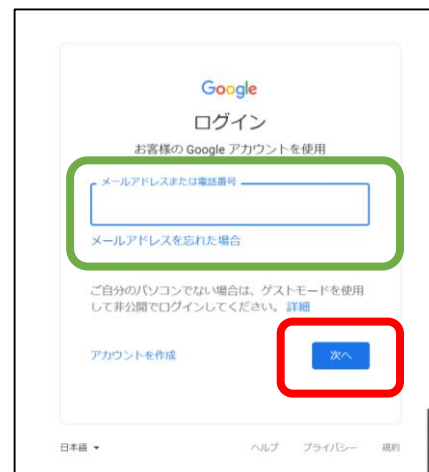 Google
ログイン
お客様の Google アカウントを使用
メールアドレスまたは電話番号
メールアドレスを忘れた場合
ご自分のパソコンでない場合は、ゲストモードを使用
して非公開でログインしてください。 詳細
アカウントを作成
次へ
日本語
ヘルプ プライバシー 規約